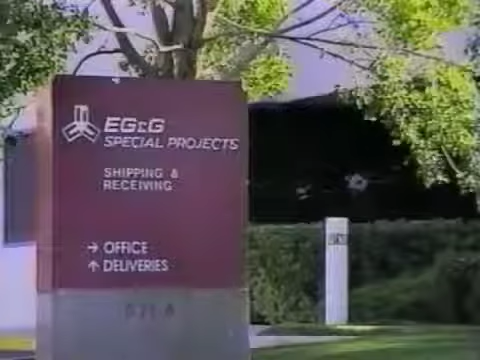 EG&G
SPECIAL PROJECTS
SHIPPING &
RECEIVING
→ OFFICE
↑ DELIVERIES